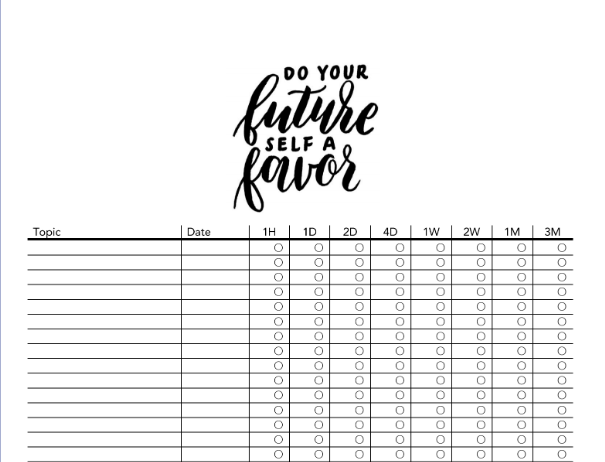 DO YOUR
future
SELF A
favor
Topic Date 1H 1D 2D 4D 1W 2W 1M 3M